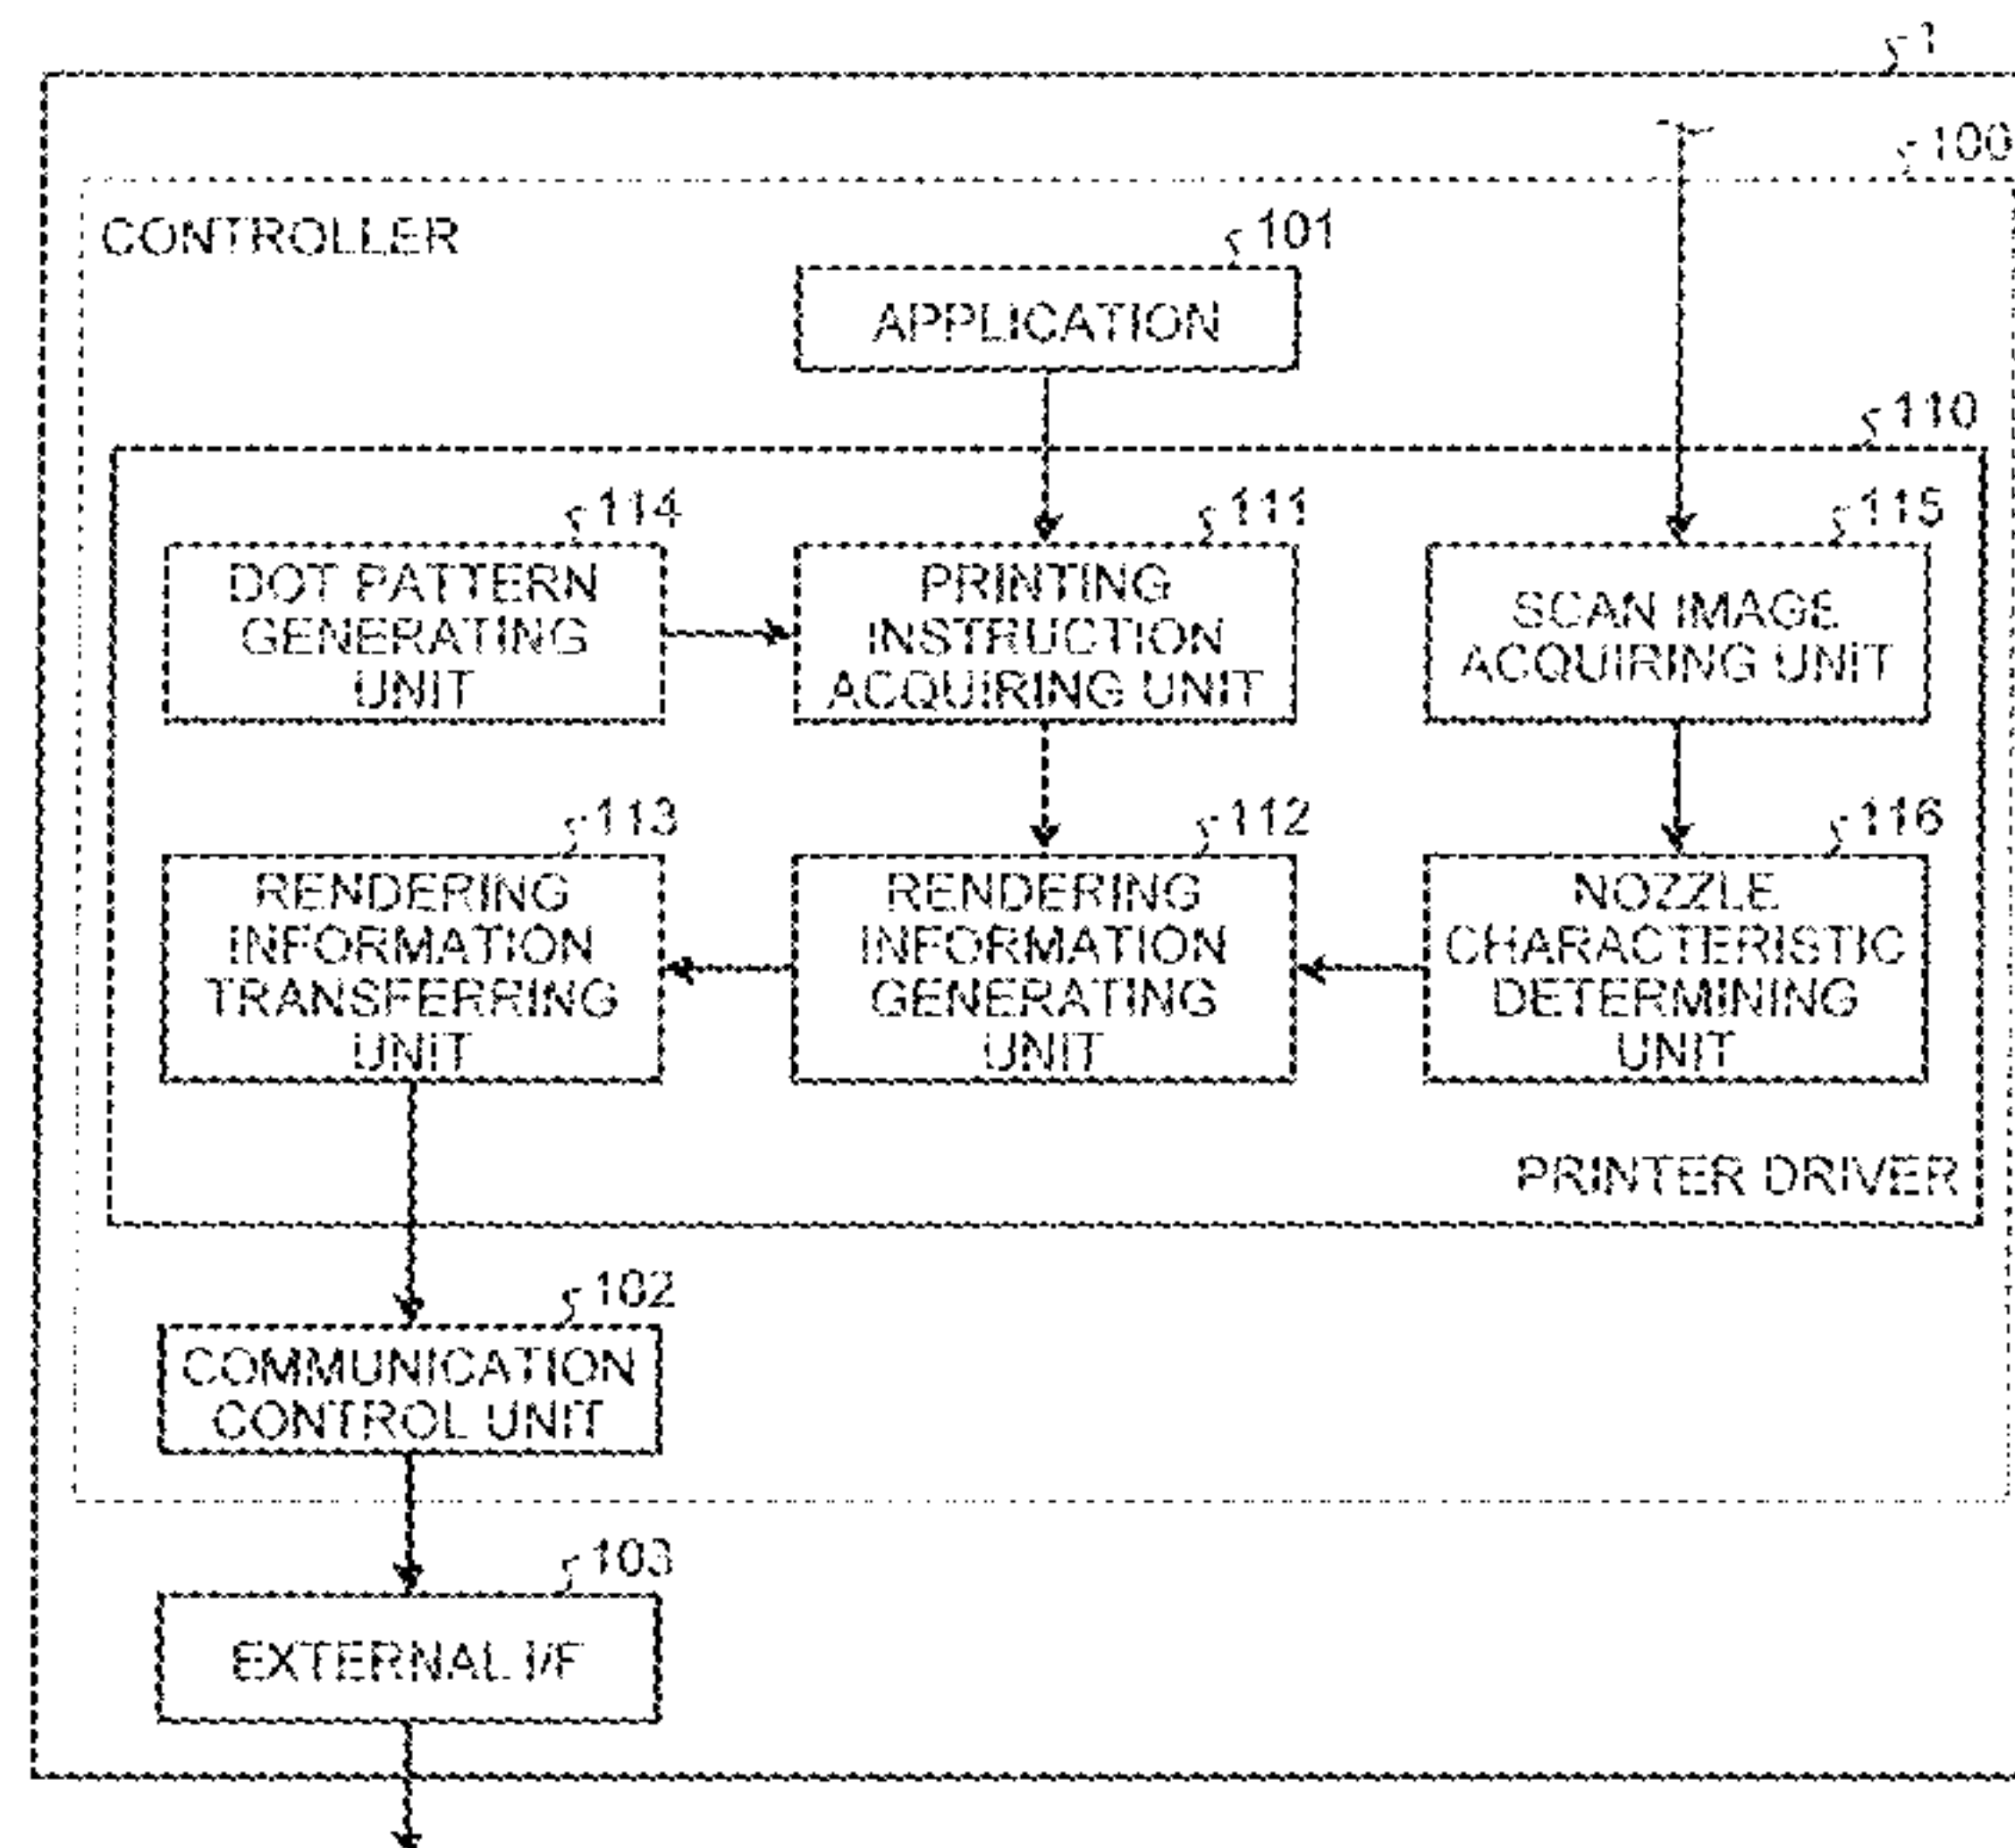 1
100
CONTROLLER
101
APPLICATION
110
114
DOT PATTERN
GENERATING
UNIT
111
PRINTING
INSTRUCTION
ACQUIRING UNIT
115
SCAN IMAGE
ACQUIRING UNIT
113
RENDERING
INFORMATION
TRANSFERRING
UNIT
112
RENDERING
INFORMATION
GENERATING
UNIT
116
NOZZLE
CHARACTERISTIC
DETERMINING
UNIT
PRINTER DRIVER
102
COMMUNICATION
CONTROL UNIT
103
EXTERNAL I/F